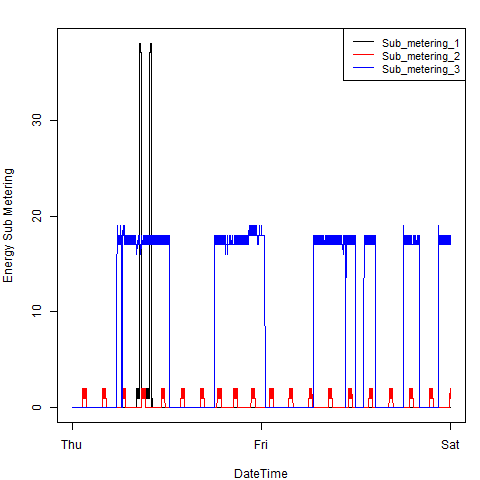 Sub_metering_1
Sub_metering_2
Sub_metering_3
30
20
10
0
Energy Sub Metering
Thu Fri Sat
DateTime